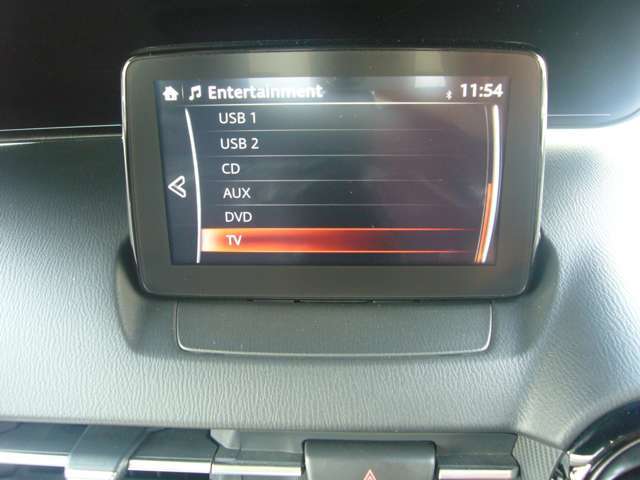 Entertainment 11:54
USB 1
USB 2
CD
AUX
DVD
TV